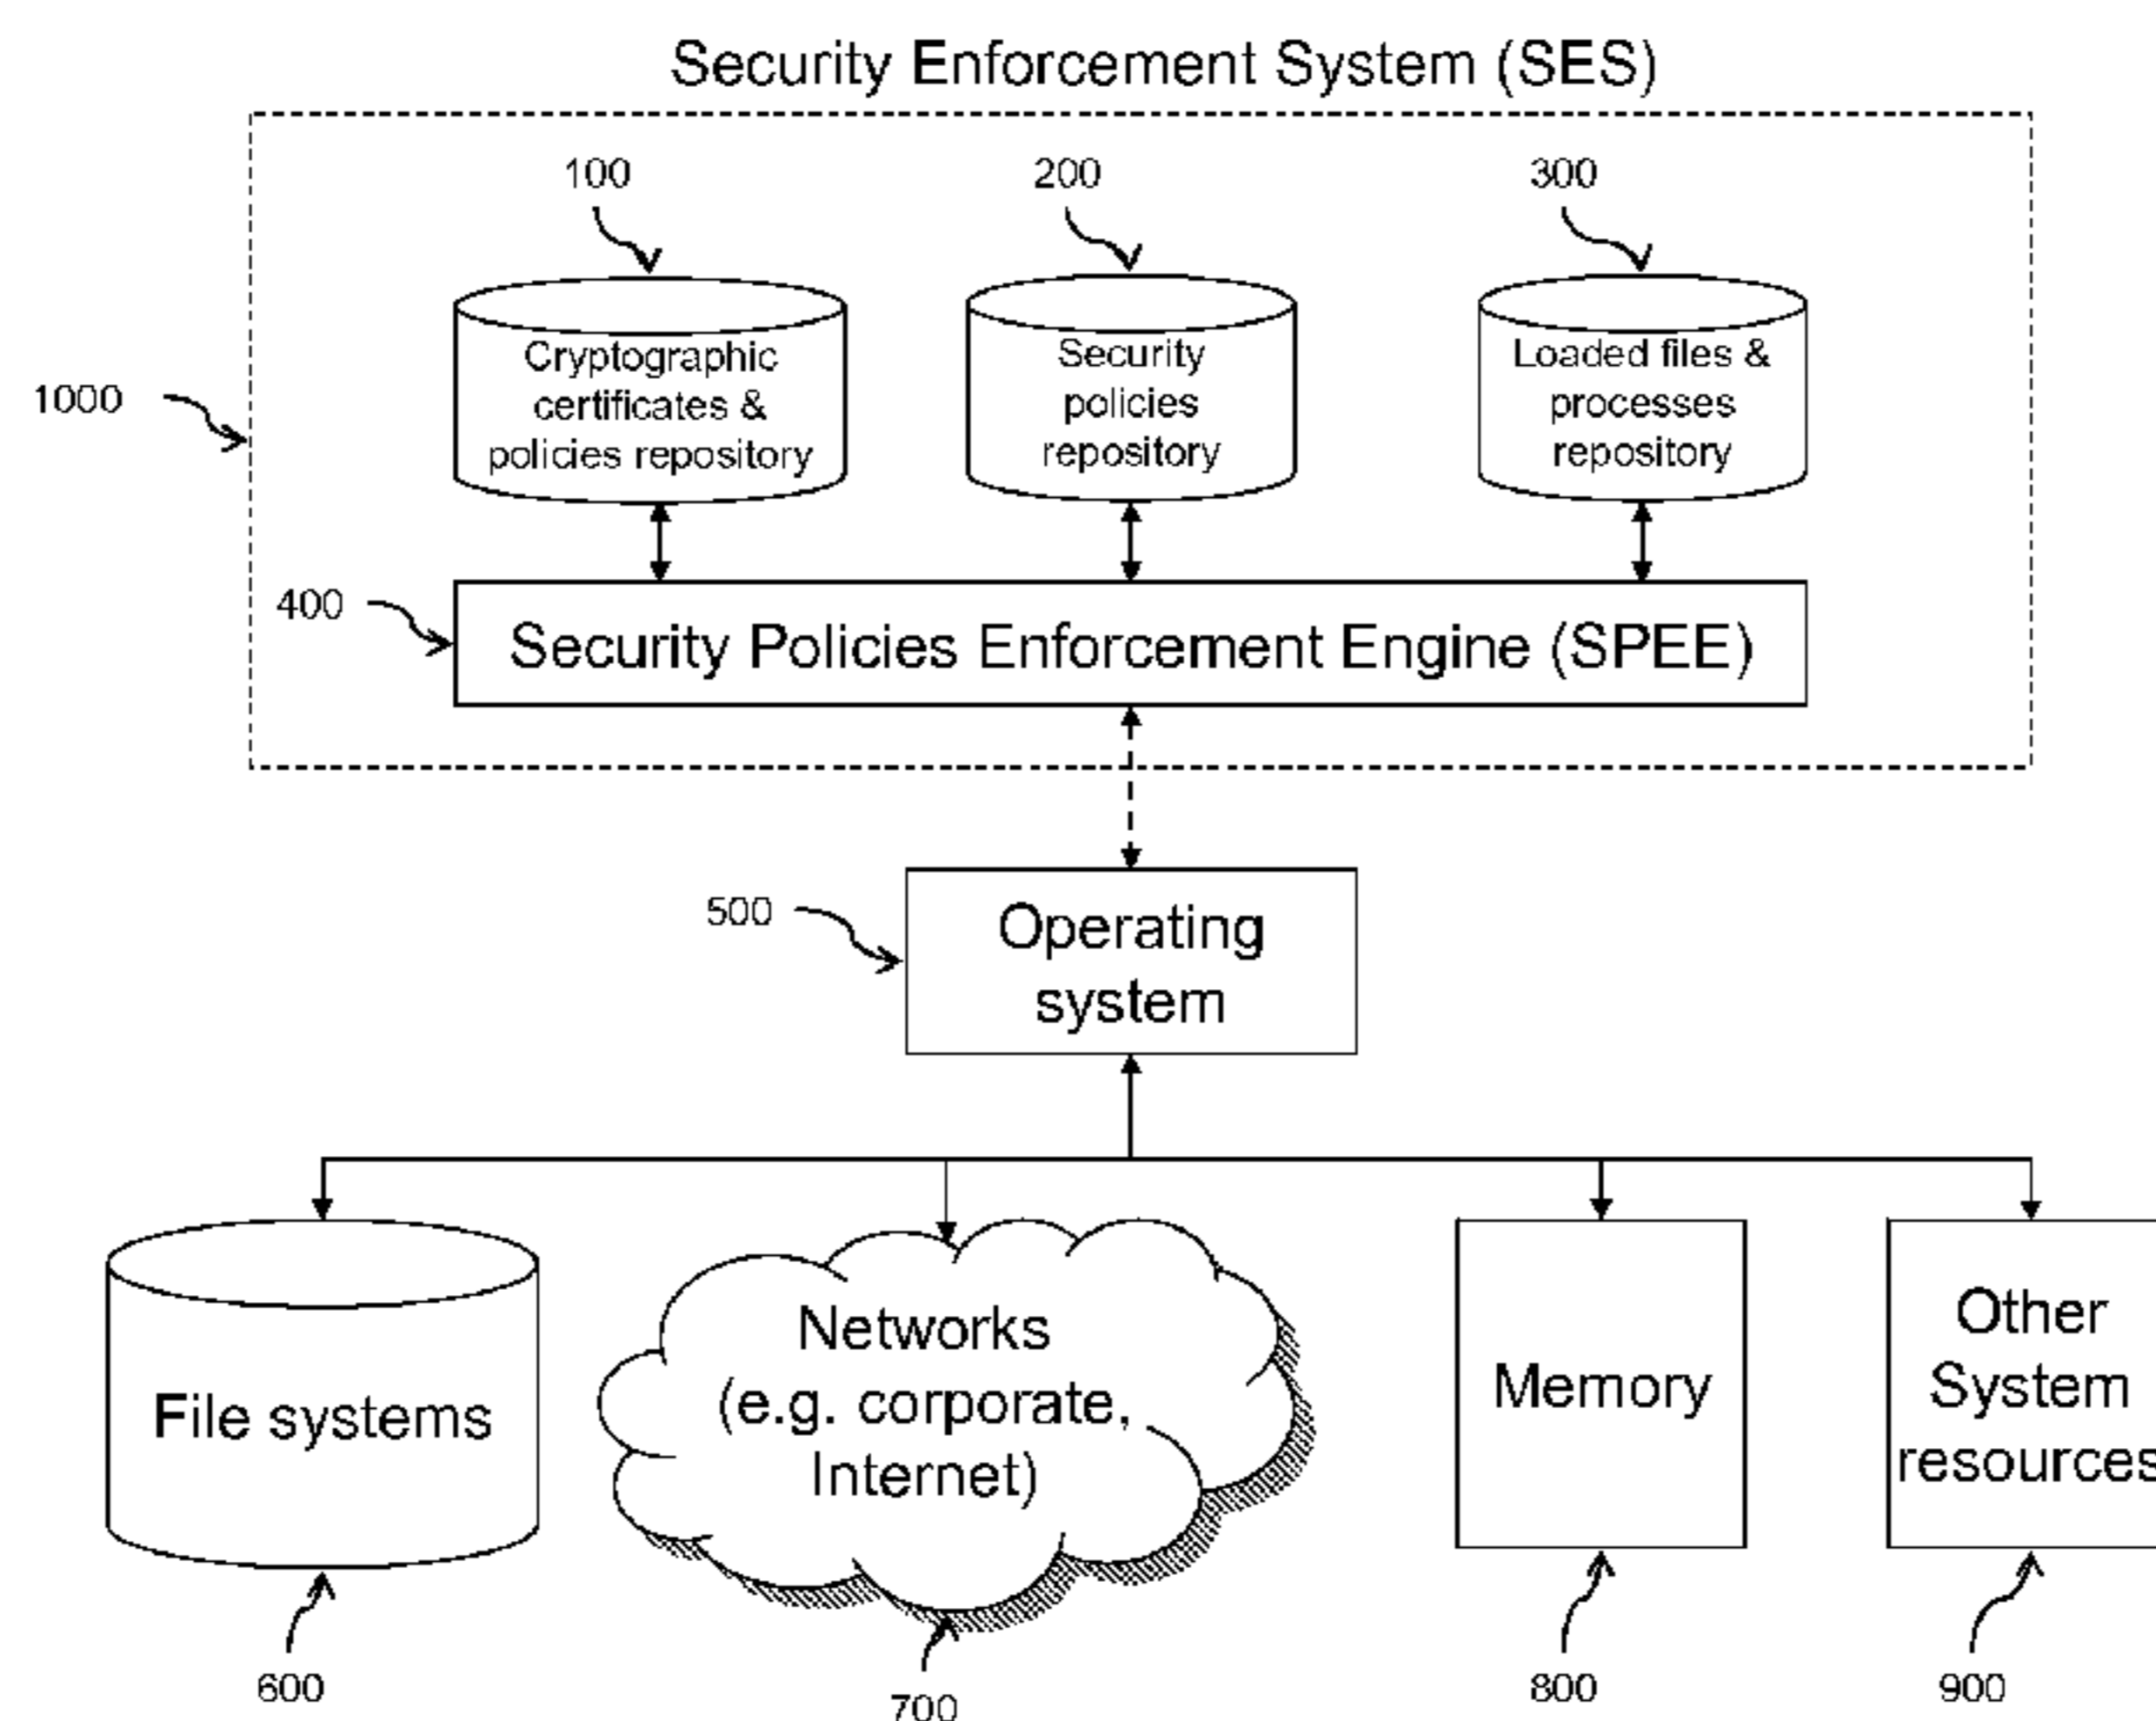 Security Enforcement System (SES)
100
200
300
Cryptographic
certificates &
policies repository
Security
policies
repository
Loaded files &
processes
repository
1000
400
Security Policies Enforcement Engine (SPEE)
500
Operating
system
File systems
Networks
(e.g. corporate,
Internet)
Memory
Other
System
resources
600
700
800
900